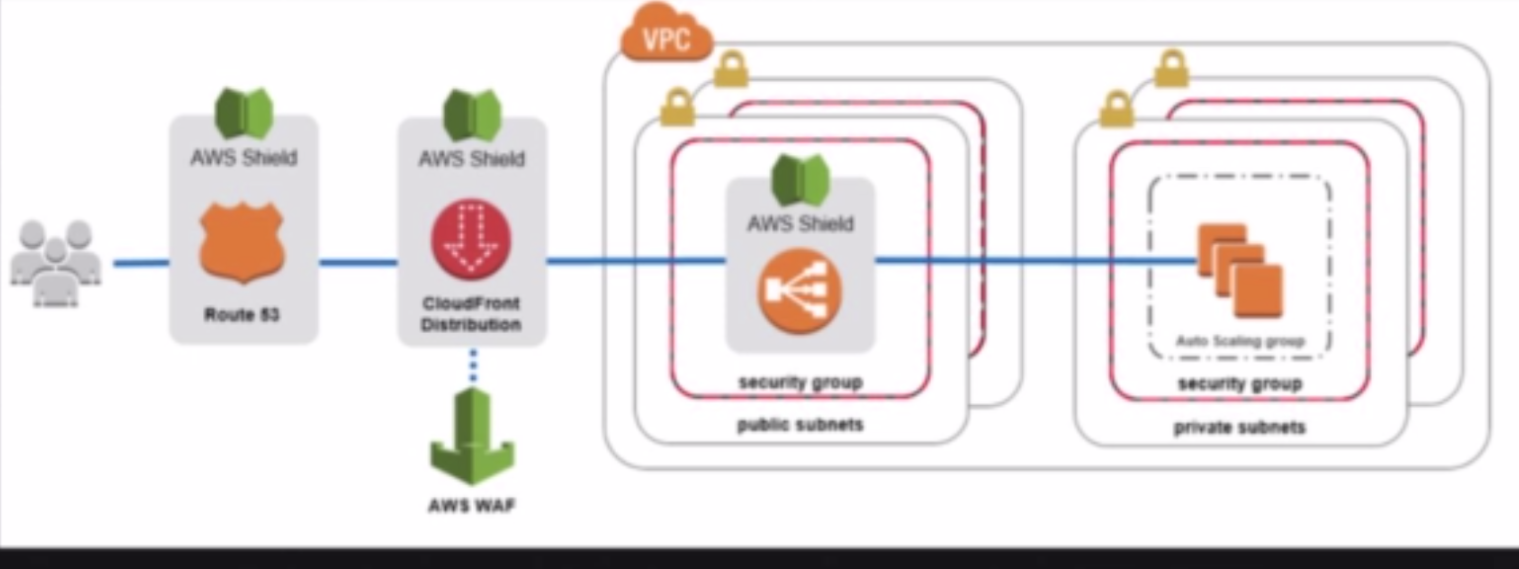 VPC
AWS Shield
Route 53
AWS Shield
CloudFront
Distribution
AWS WAF
AWS Shield
security group
public subnets
Auto Scaling group
security group
private subnets